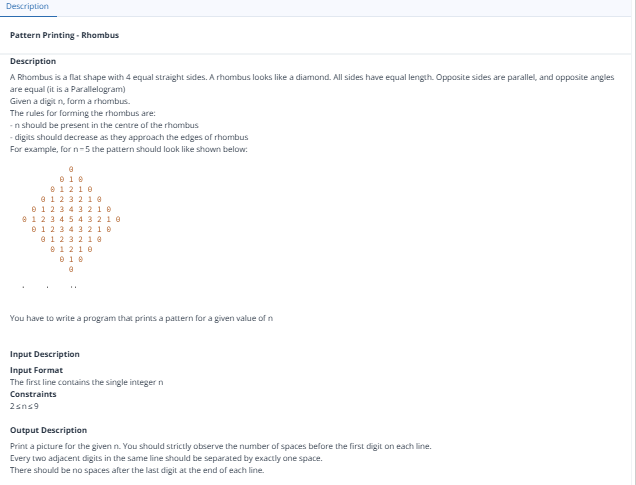 Description
Pattern Printing - Rhombus
Description
A Rhombus is a flat shape with 4 equal straight sides. A rhombus looks like a diamond. All sides have equal length. Opposite sides are parallel, and opposite angles
are equal (it is a Parallelogram)
Given a digit n, form a rhombus.
The rules for forming the rhombus are:
- n should be present in the centre of the rhombus
- digits should decrease as they approach the edges of rhombus
For example, for n = 5 the pattern should look like shown below:
0
0 1 0
0 1 2 1 0
0 1 2 3 2 1 0
0 1 2 3 4 3 2 1 0
0 1 2 3 4 5 4 3 2 1 0
0 1 2 3 4 3 2 1 0
0 1 2 3 2 1 0
0 1 2 1 0
0 1 0
0
You have to write a program that prints a pattern for a given value of n
Input Description
Input Format
The first line contains the single integer n
Constraints
2 ≤ n ≤ 9
Output Description
Print a picture for the given n. You should strictly observe the number of spaces before the first digit on each line.
Every two adjacent digits in the same line should be separated by exactly one space.
There should be no spaces after the last digit at the end of each line.